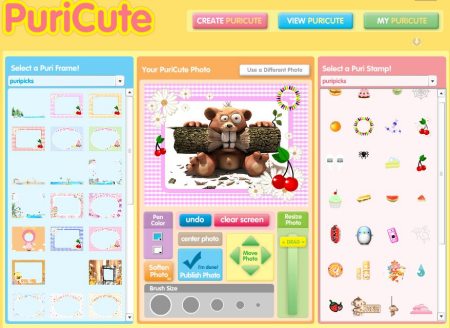 PuriCute
CREATE PURICUTE
VIEW PURICUTE
MY PURICUTE
Select a Puri Frame!
puripicks
Your PuriCute Photo
Use a Different Photo
Select a Puri Stamp!
puripicks
Pen Color
undo
clear screen
Resize Photo
DRAG
center photo
I'm done!
Publish Photo
Move Photo
Soften Photo
Brush Size